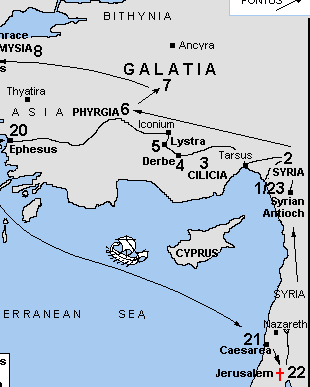 PONTUS
BITHYNIA
hrace
MYSIA 8
s
Ancyra
GALATIA
7
Thyatira
ASIA
PHYRGIA 6
20
Ephesus
Iconium
5 Lystra
Derbe 4
3
CILICIA
Tarsus
2
SYRIA
1/23
Syrian
Antioch
CYPRUS
SYRIA
ERRANEAN SEA
Nazareth
21
Caesarea
Jerusalem 22
s